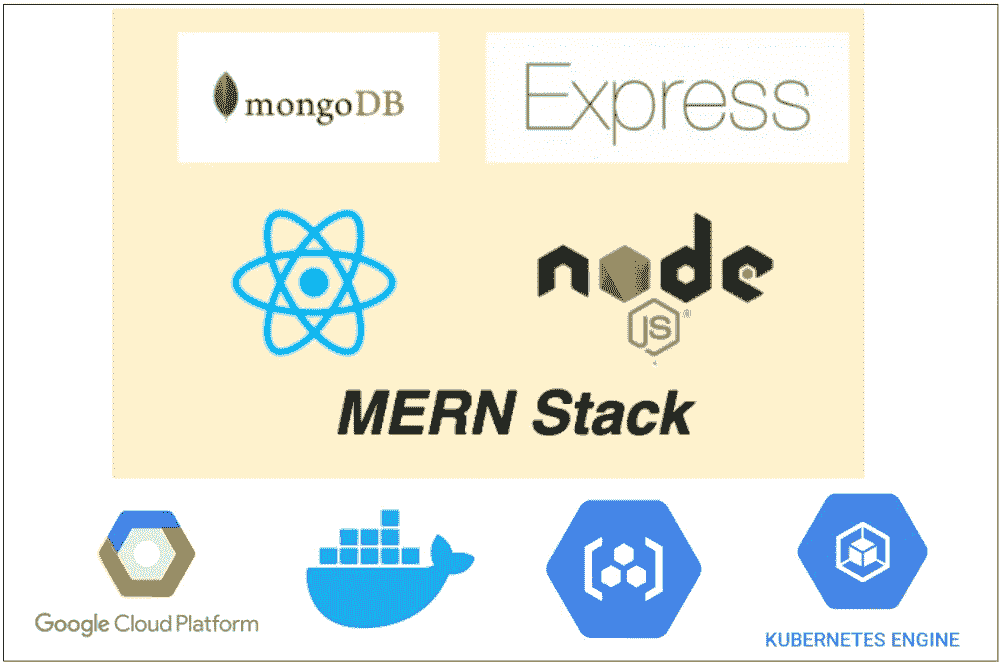 mongoDB
Express
node
JS
®
MERN Stack
Google Cloud Platform
KUBERNETES ENGINE